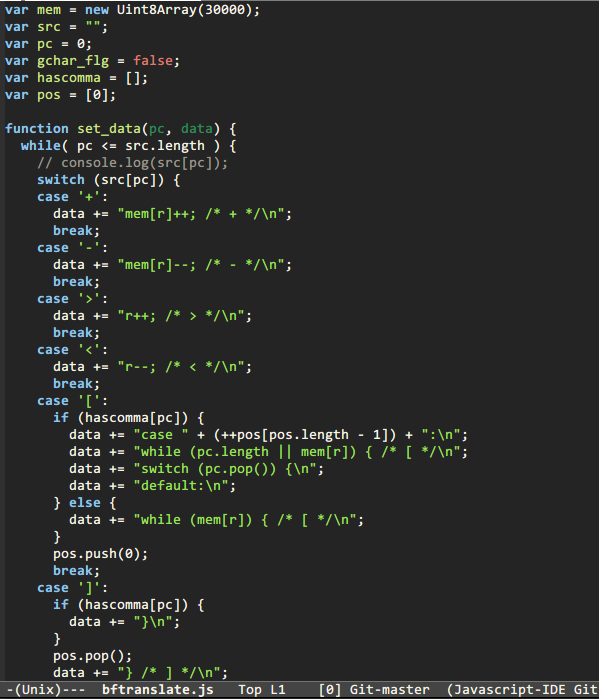 var mem = new Uint8Array(30000);
var src = "";
var pc = 0;
var gchar_flg = false;
var hascomma = [];
var pos = [0];

function set_data(pc, data) {
  while( pc <= src.length ) {
    // console.log(src[pc]);
    switch (src[pc]) {
    case '+':
      data += "mem[r]++; /* + */\n";
      break;
    case '-':
      data += "mem[r]--; /* - */\n";
      break;
    case '>':
      data += "r++; /* > */\n";
      break;
    case '<':
      data += "r--; /* < */\n";
      break;
    case '[':
      if (hascomma[pc]) {
        data += "case " + (++pos[pos.length - 1]) + ":\n";
        data += "while (pc.length || mem[r]) { /* [ */\n";
        data += "switch (pc.pop()) {\n";
        data += "default:\n";
      } else {
        data += "while (mem[r]) { /* [ */\n";
      }
      pos.push(0);
      break;
    case ']':
      if (hascomma[pc]) {
        data += "}\n";
      }
      pos.pop();
      data += "} /* ] */\n";
-(Unix)---  bftranslate.js   Top L1    [0] Git-master  (Javascript-IDE Git